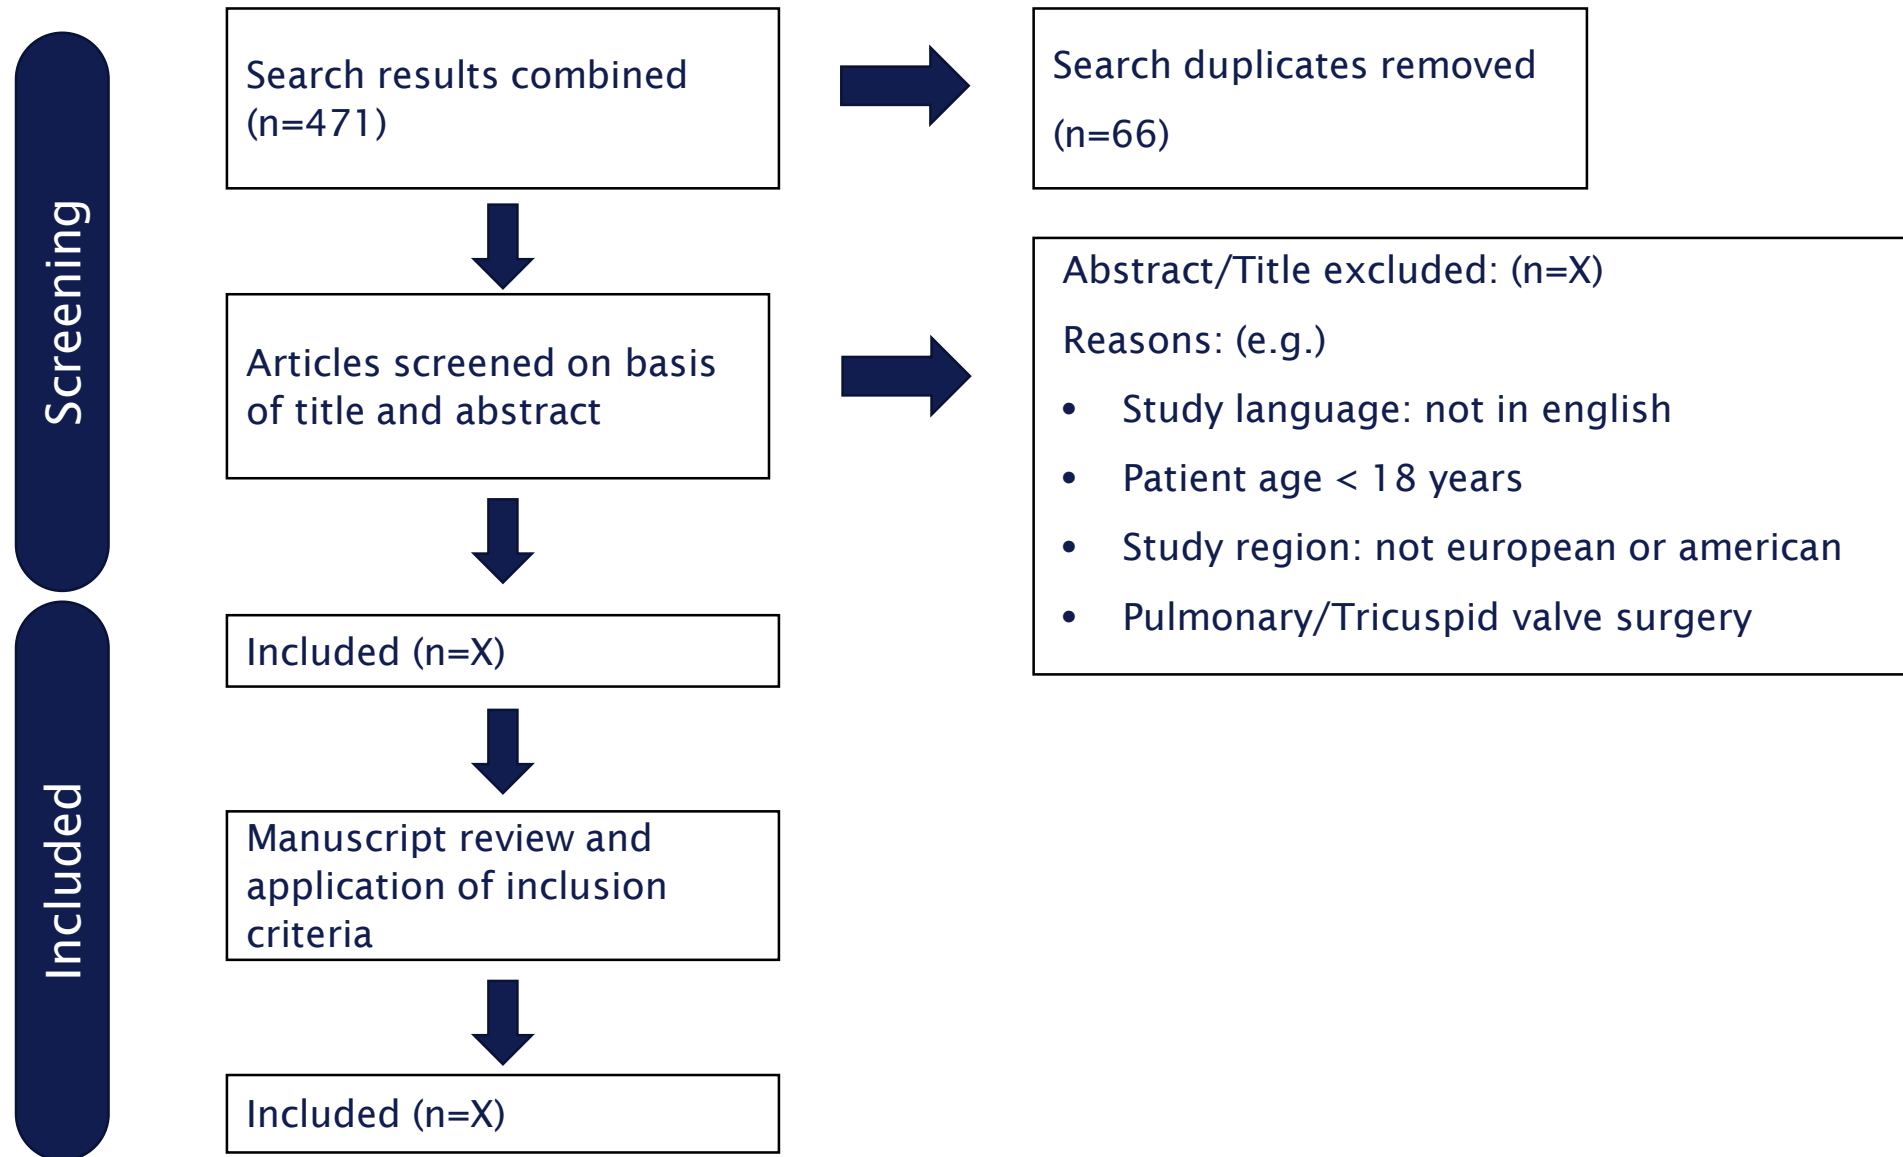 Screening
Search results combined
(n=471)
Search duplicates removed
(n=66)
Articles screened on basis
of title and abstract
Abstract/Title excluded: (n=X)
Reasons: (e.g.)
• Study language: not in english
• Patient age < 18 years
• Study region: not european or american
• Pulmonary/Tricuspid valve surgery
Included
Included (n=X)
Manuscript review and
application of inclusion
criteria
Included (n=X)